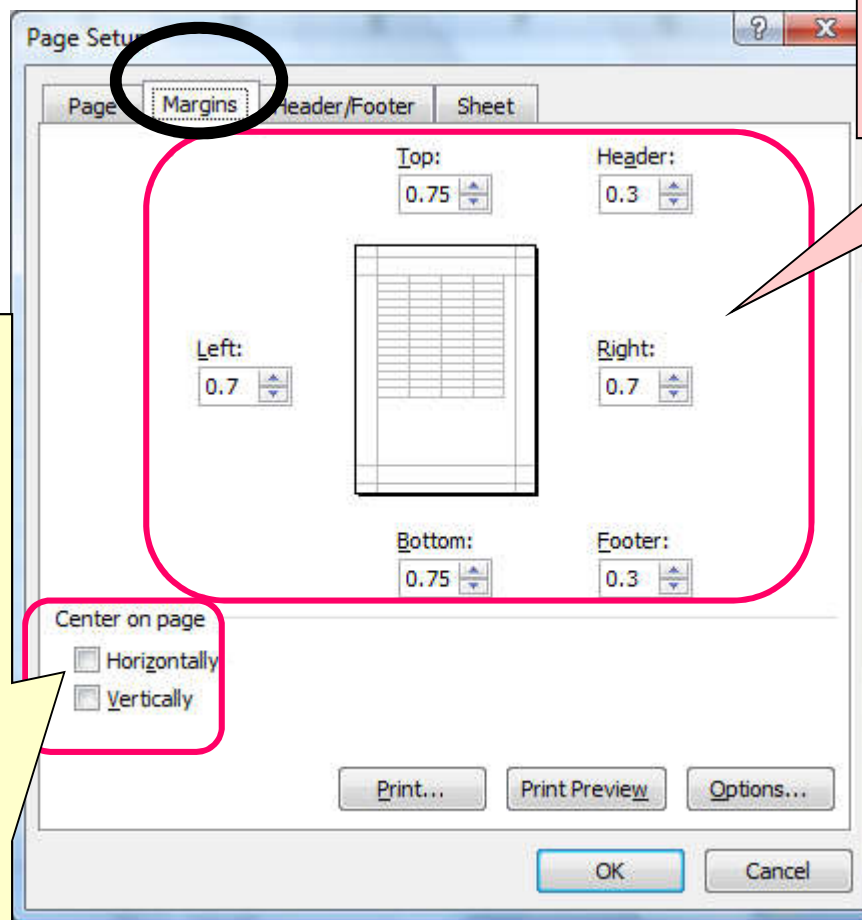 Page Setup
Page Margins Header/Footer Sheet
Top: Header:
0.75 0.3
Left: Right:
0.7 0.7
Bottom: Footer:
0.75 0.3
Center on page
Horizontally
Vertically
Print... Print Preview Options...
OK Cancel